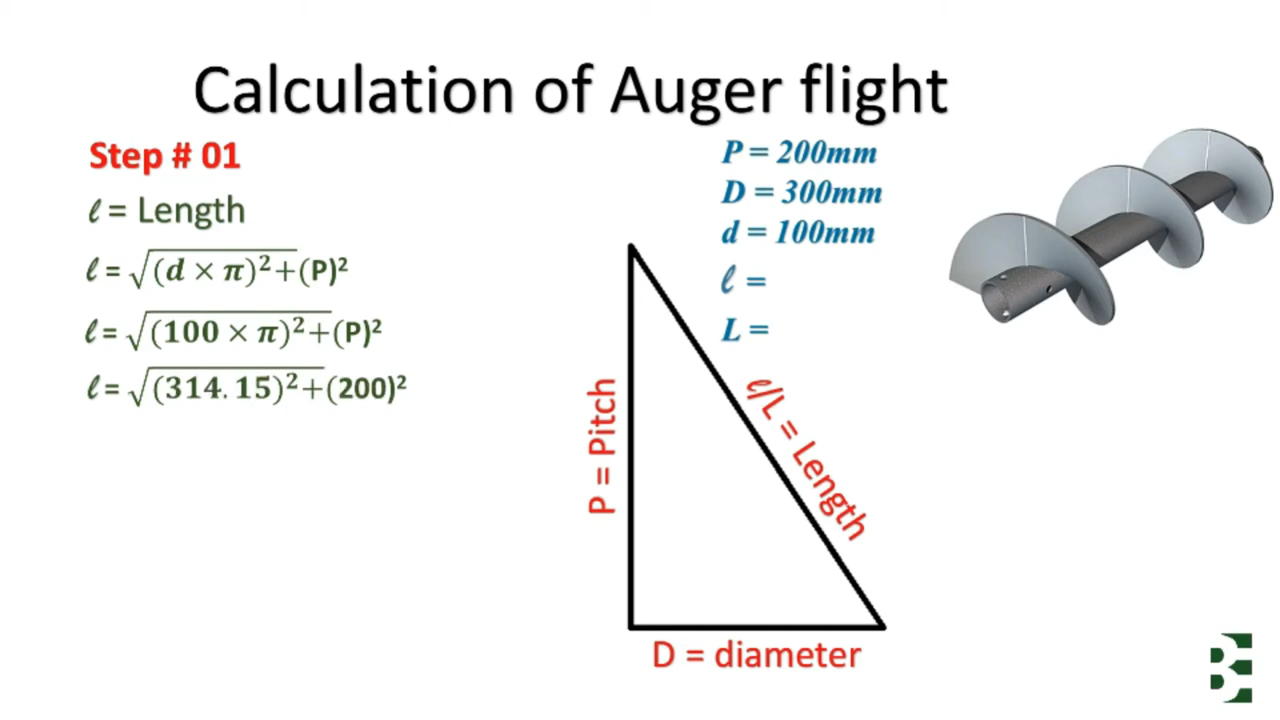 Calculation of Auger flight
Step # 01
ℓ = Length
ℓ = √(d × π)²+(P)²
ℓ = √(100 × π)²+(P)²
ℓ = √(314.15)²+(200)²
P = 200mm
D = 300mm
d = 100mm
ℓ =
L =
P = Pitch
ℓ/L = Length
D = diameter